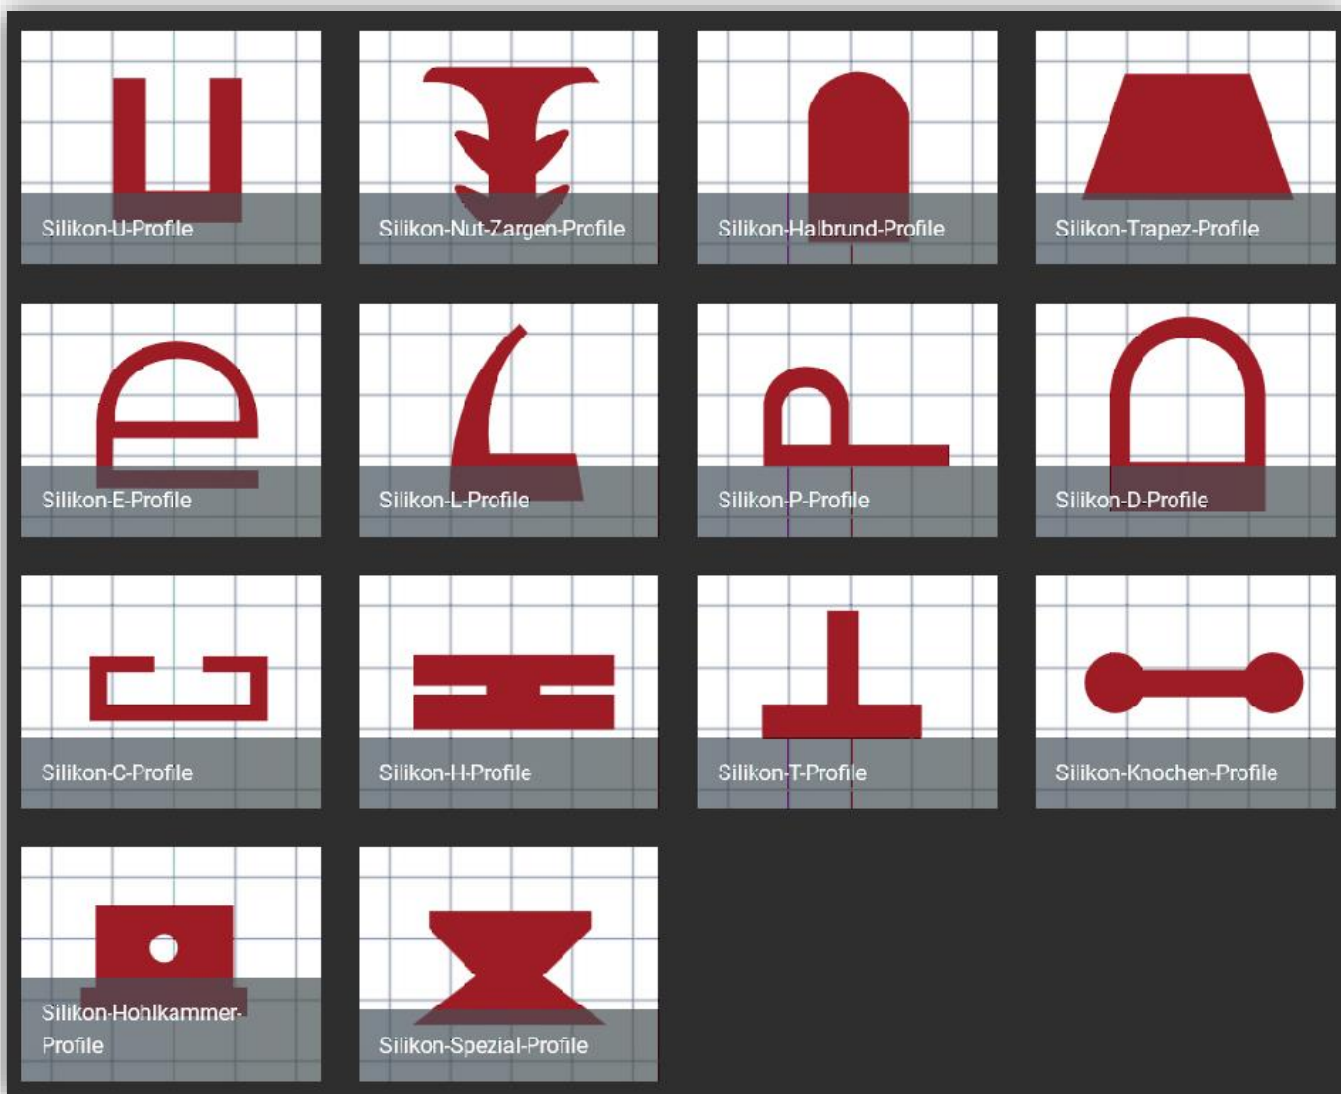 Silikon-U-Profile
Silikon-Nut-Zargen-Profile
Silikon-Halbrund-Profile
Silikon-Trapez-Profile
Silikon-E-Profile
Silikon-L-Profile
Silikon-P-Profile
Silikon-D-Profile
Silikon-C-Profile
Silikon-H-Profile
Silikon-T-Profile
Silikon-Knochen-Profile
Silikon-Hohlkammer-
Profile
Silikon-Spezial-Profile